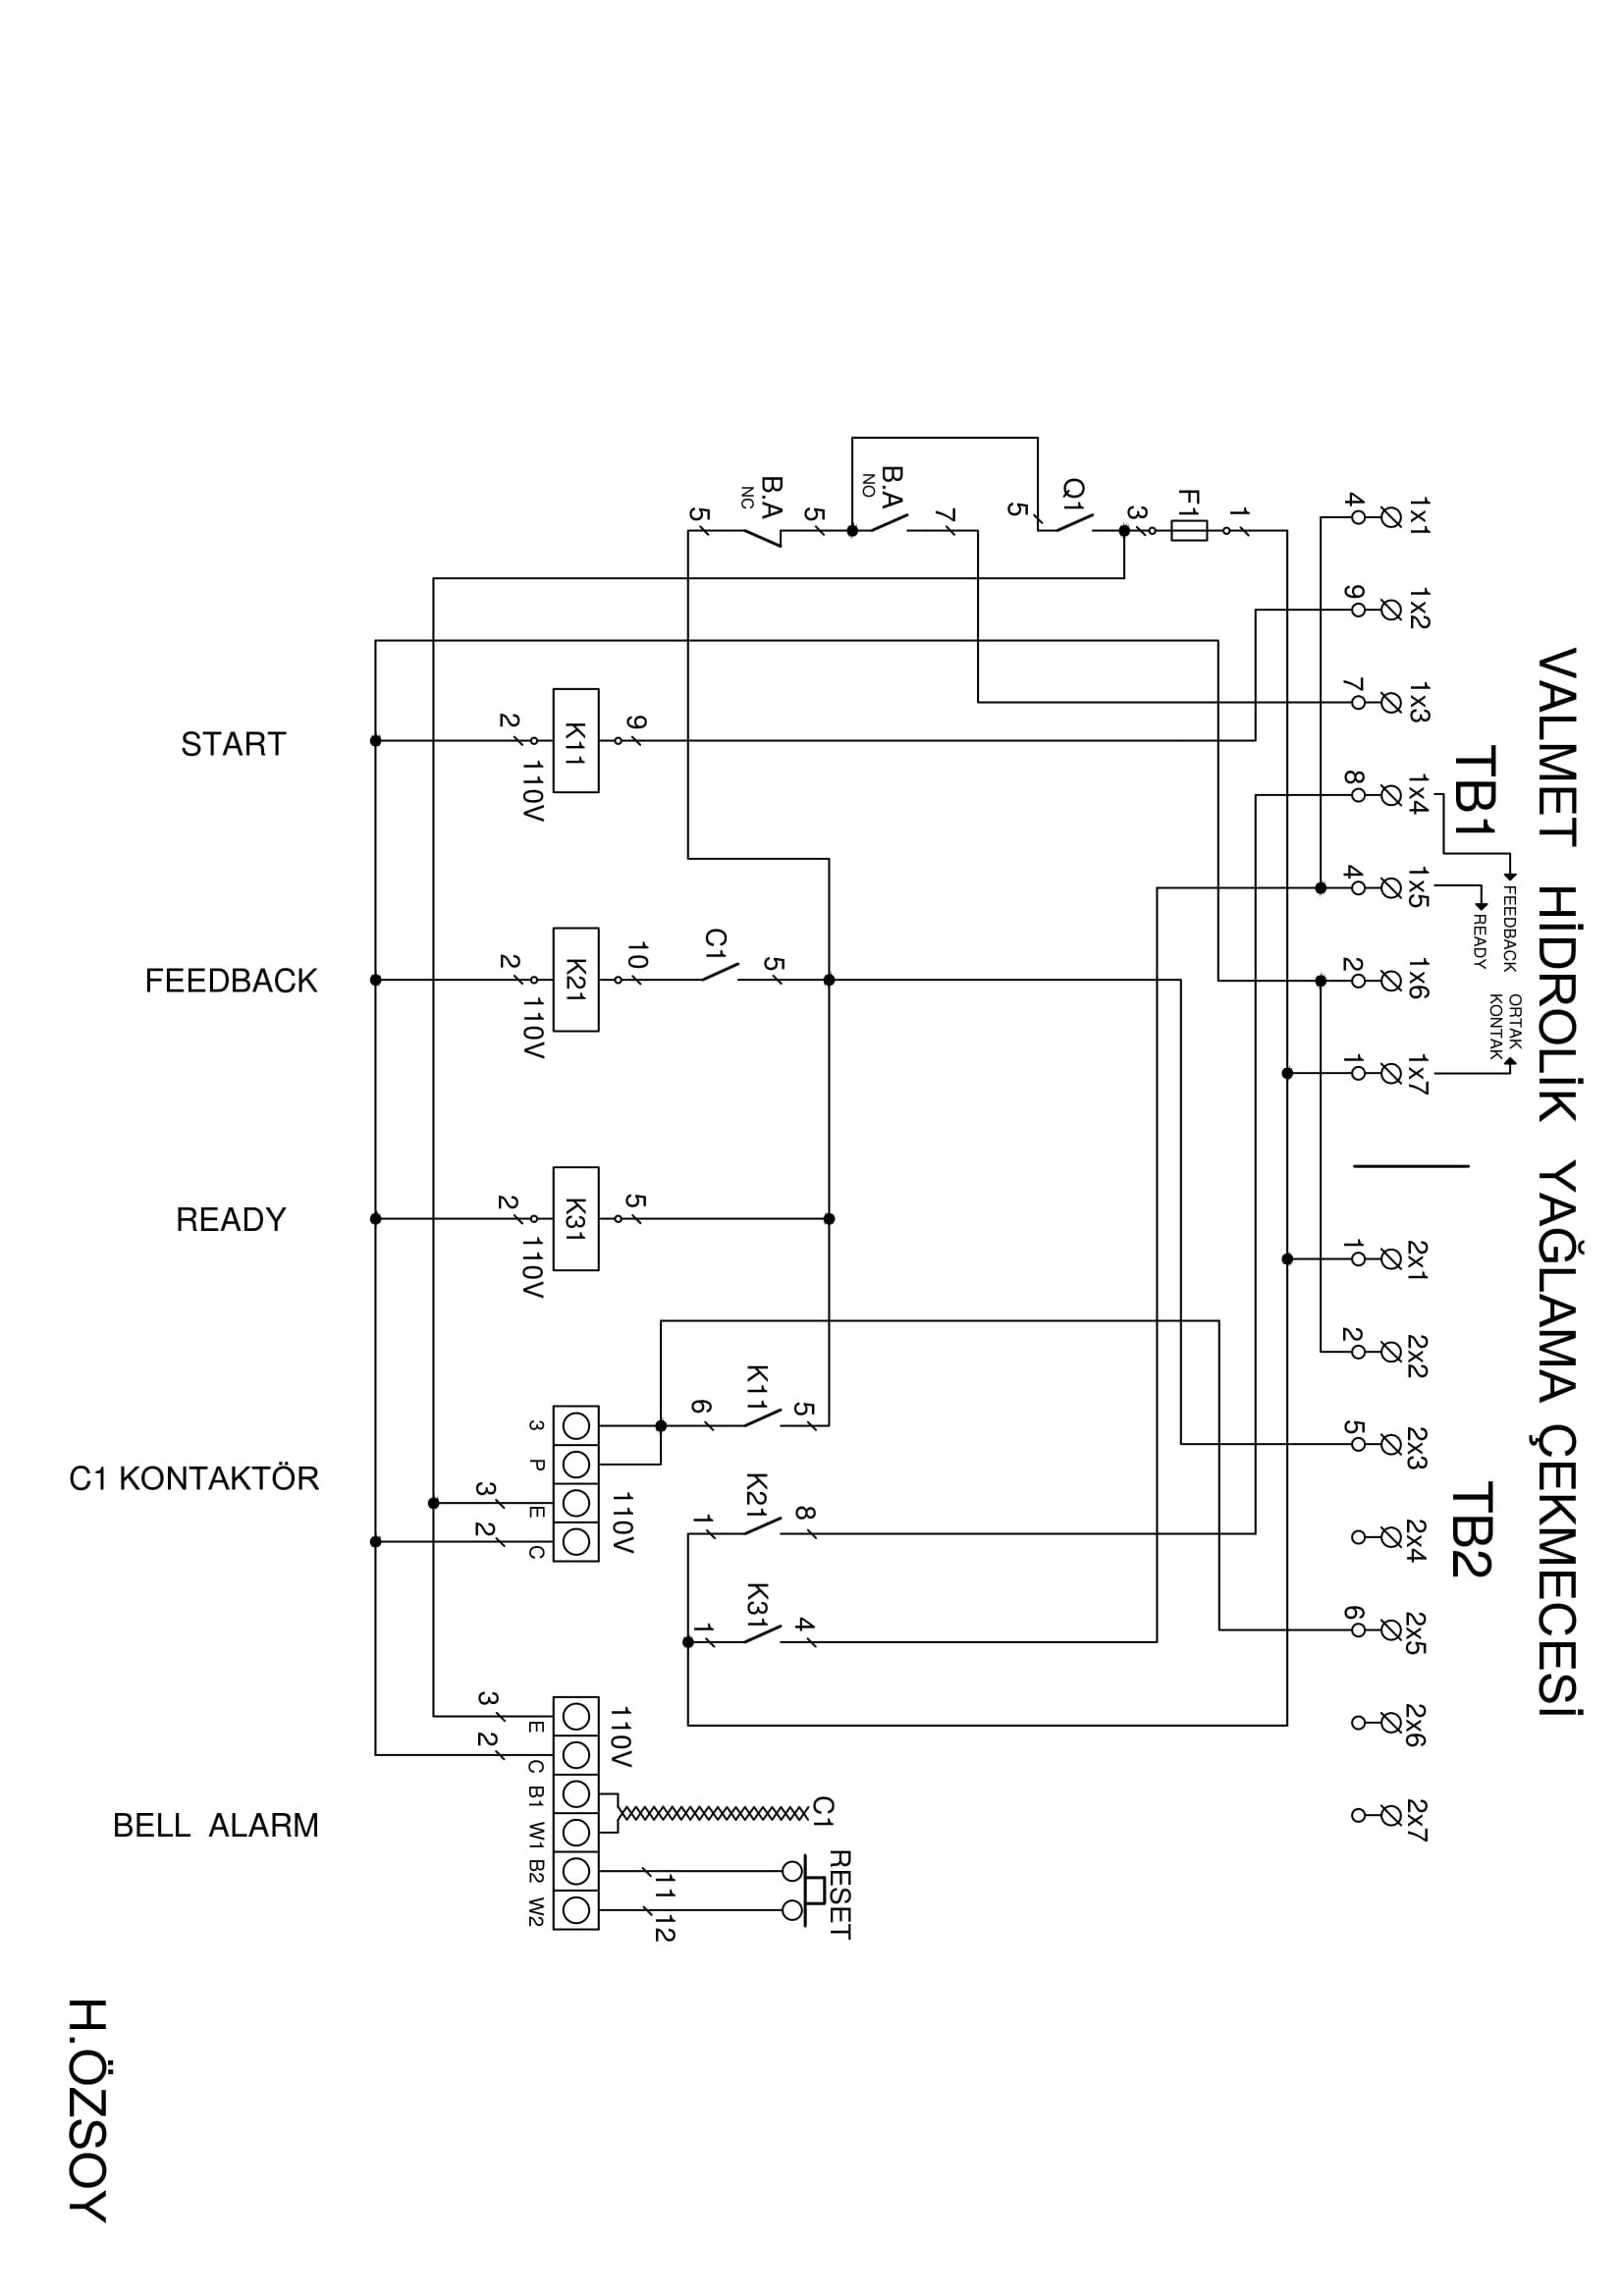 VALMET HİDROLİK YAĞLAMA ÇEKMECESİ
TB1
TB2
FEEDBACK
READY
ORTAK
KONTAK
1x1
1x2
1x3
1x4
1x5
1x6
1x7
2x1
2x2
2x3
2x4
2x5
2x6
2x7
4
9
7
8
4
2
1
1
2
5
6
1
F1
3
Q1
5
7
B.A
NO
5
B.A
NC
5
9
K11
2
110V
START
5
C1
10
K21
2
110V
FEEDBACK
5
K31
2
110V
READY
5
K11
6
8
K21
1
4
K31
1
110V
3
P
E
C
3
2
C1 KONTAKTÖR
110V
E
C
B1
W1
B2
W2
3
2
C1
RESET
11
12
BELL ALARM
H.ÖZSOY